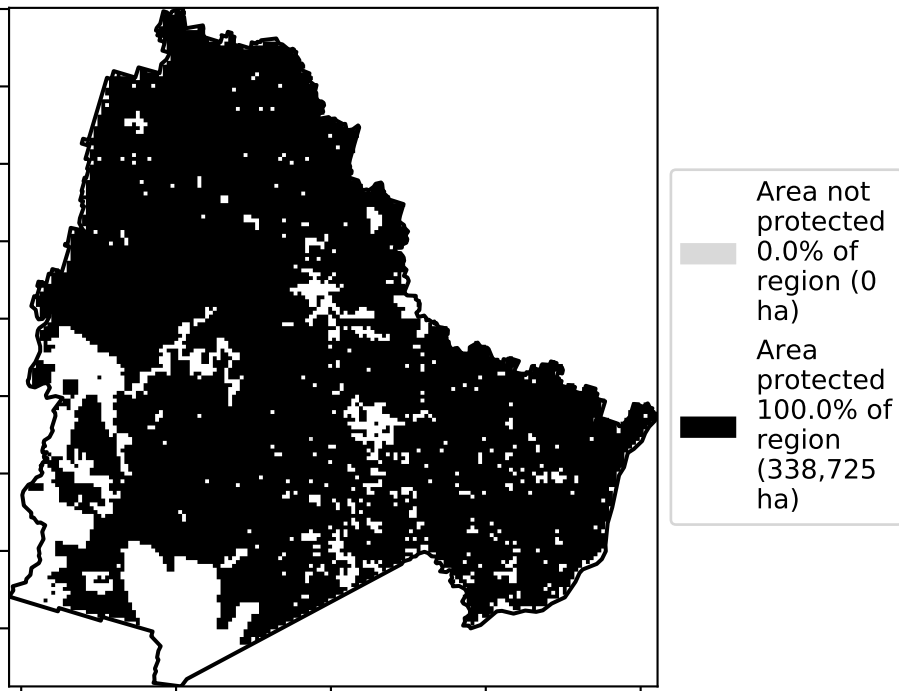 Area not
protected
0.0% of
region (0
ha)
Area
protected
100.0% of
region
(338,725
ha)